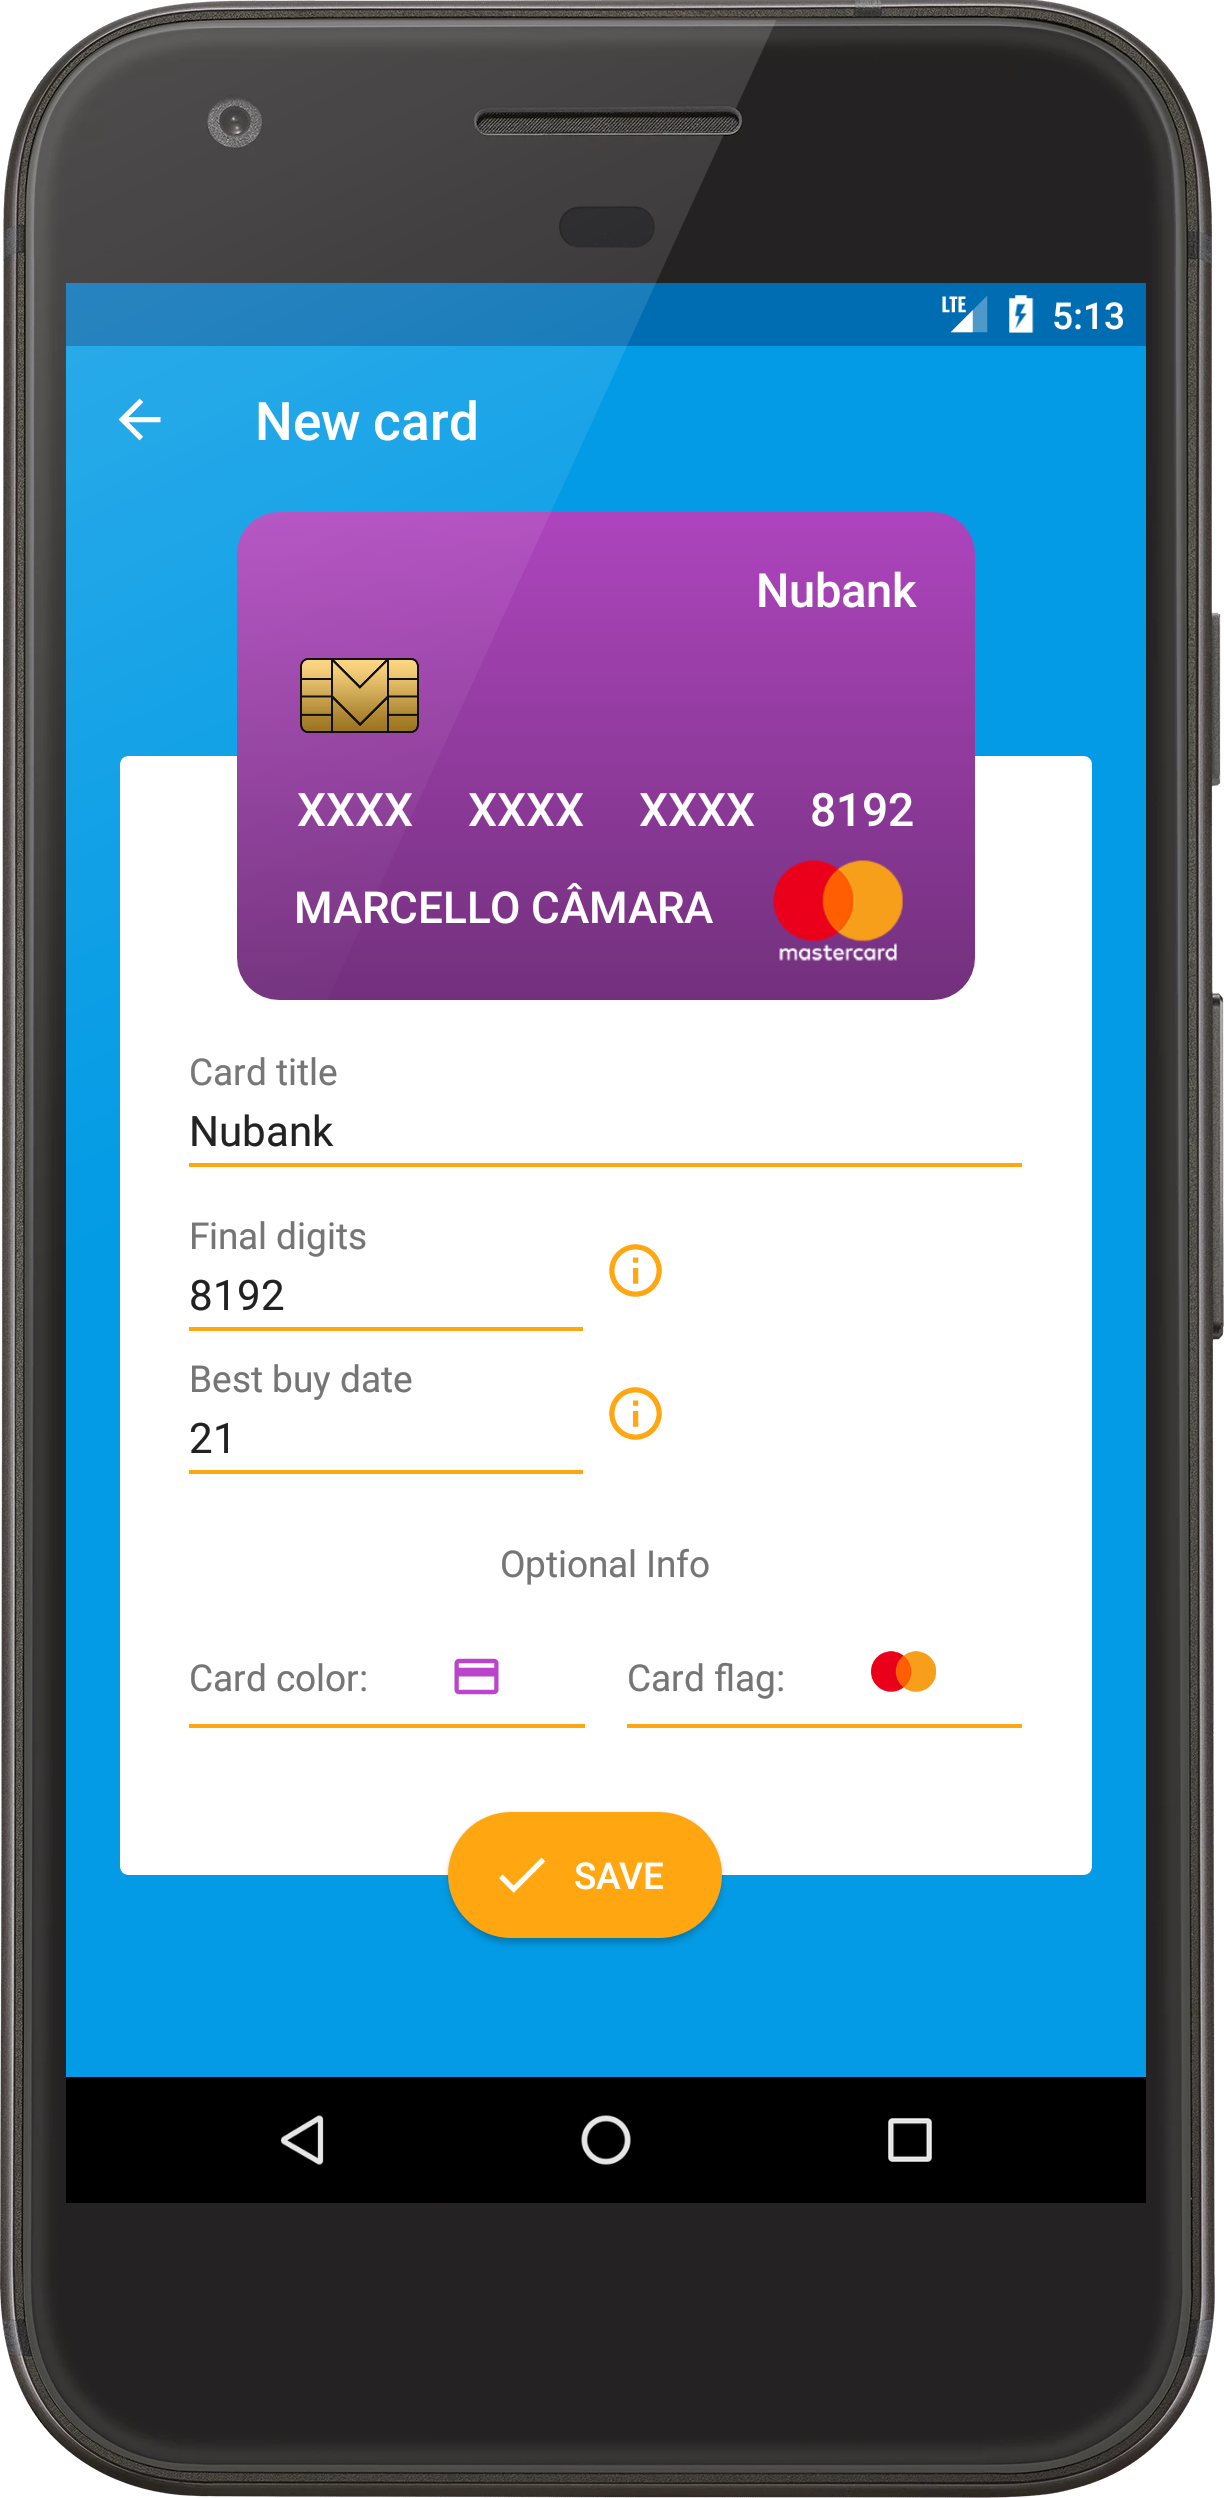 LTE 5:13
New card
Nubank
XXXX XXXX XXXX 8192
MARCELLO CÂMARA
mastercard
Card title
Nubank
Final digits
8192
Best buy date
21
Optional Info
Card color: Card flag:
SAVE